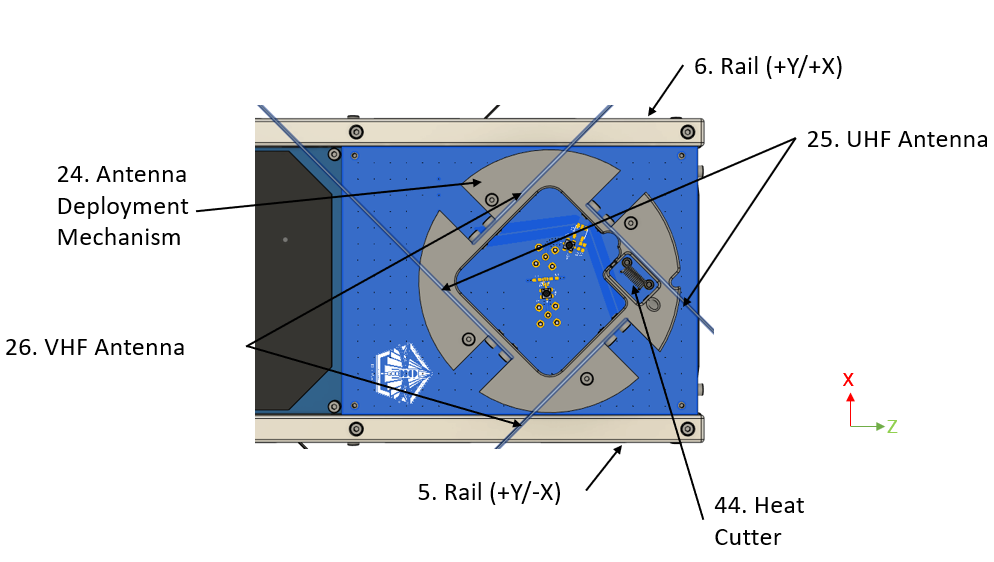 6. Rail (+Y/+X)
25. UHF Antenna
24. Antenna
Deployment
Mechanism
26. VHF Antenna
X
Z
5. Rail (+Y/-X)
44. Heat
Cutter